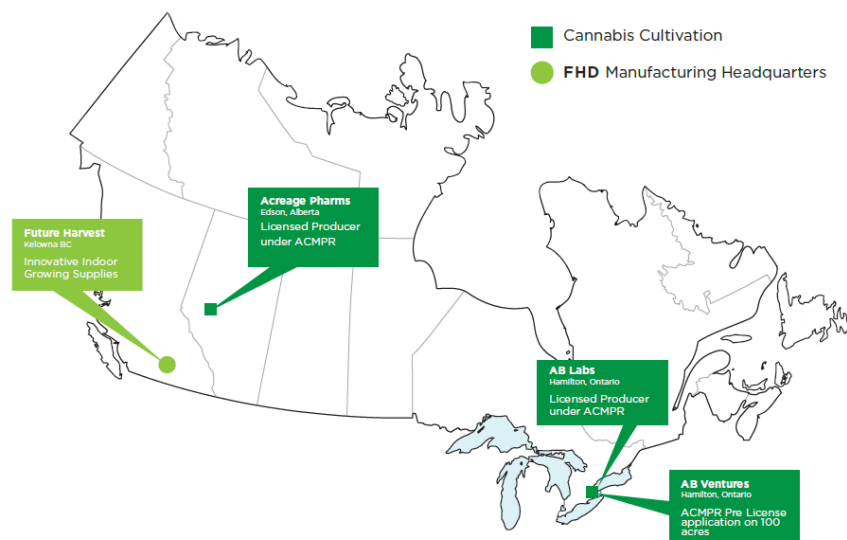 Cannabis Cultivation
FHD Manufacturing Headquarters
Acreage Pharms
Edson, Alberta
Licensed Producer
under ACMPR
Future Harvest
Kelowna BC
Innovative Indoor
Growing Supplies
AB Labs
Hamilton, Ontario
Licensed Producer
under ACMPR
AB Ventures
Hamilton, Ontario
ACMPR Pre License
application on 100
acres